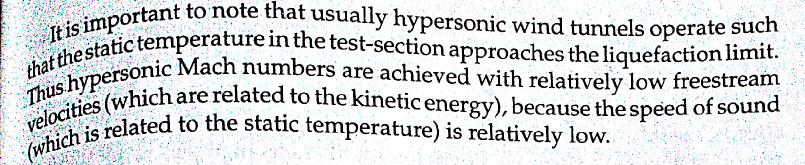 It is important to note that usually hypersonic wind tunnels operate such
that the static temperature in the test-section approaches the liquefaction limit.
Thus hypersonic Mach numbers are achieved with relatively low freestream
velocities (which are related to the kinetic energy), because the speed of sound
(which is related to the static temperature) is relatively low.